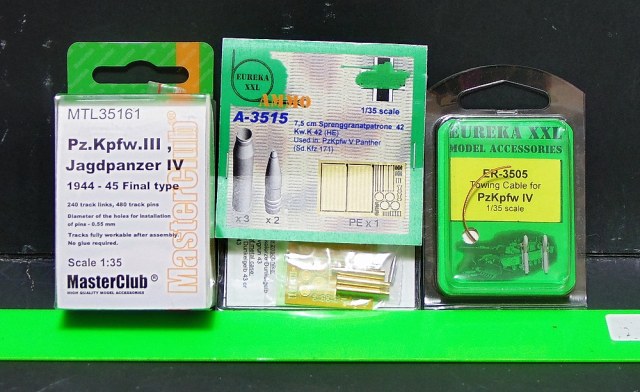 MTL35161
Pz.Kpfw.III ,
Jagdpanzer IV
1944 - 45 Final type
240 track links, 480 track pins
Diameter of the holes for installation
of pins - 0.55 mm
Tracks fully workable after assembly
No glue required.
Scale 1:35
MasterClub®
HIGH QUALITY MODEL ACCESSORIES
MasterClub®
EUREKA
XXL
AMMO
A-3515
1/35 scale
7,5 cm Sprenggranatpatrone 42
Kw.K 42 (HE)
Used in: PzKpfw V Panther
(Sd.Kfz 171)
x 3
x 2
PE x 1
EUREKA XXL
MODEL ACCESSORIES
ER-3505
Towing Cable for
PzKpfw IV
1/35 scale